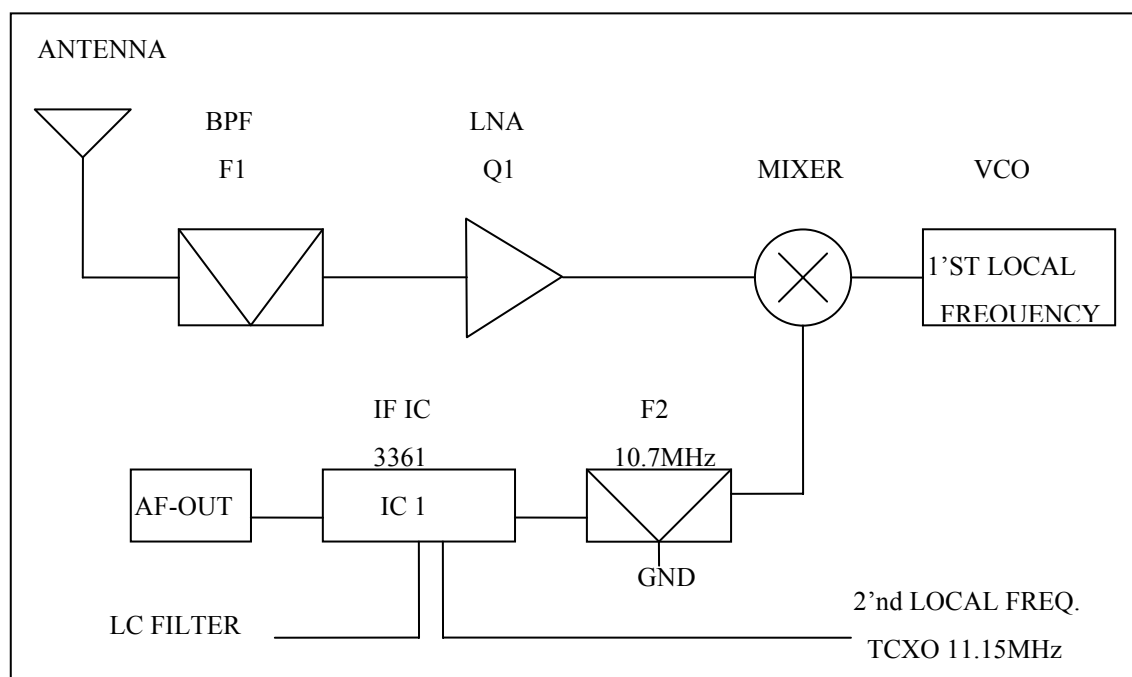 ANTENNA
BPF
F1
LNA
Q1
MIXER
VCO
1’ST LOCAL
FREQUENCY
IF IC
3361
IC 1
F2
10.7MHz
AF-OUT
GND
LC FILTER
2’nd LOCAL FREQ.
TCXO 11.15MHz